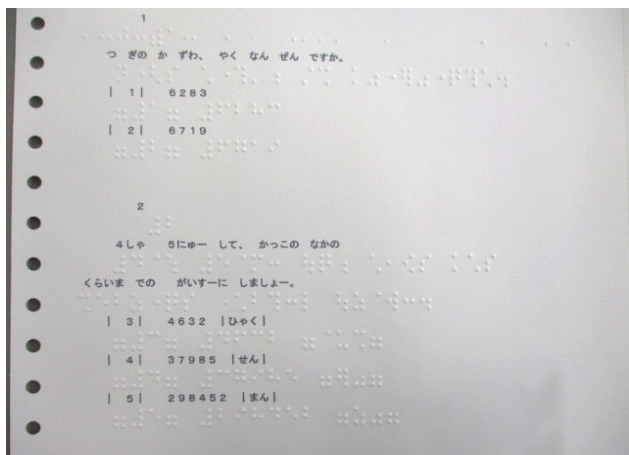 1
つ ぎの か ずわ、 やく なん ぜん ですか。
| 1| 6283
| 2| 6719
2
4しゃ 5にゅー して、 かっこの なかの
くらいま での がいすーに しましょー。
| 3| 4632 |ひゃく|
| 4| 37985 |せん|
| 5| 298452 |まん|